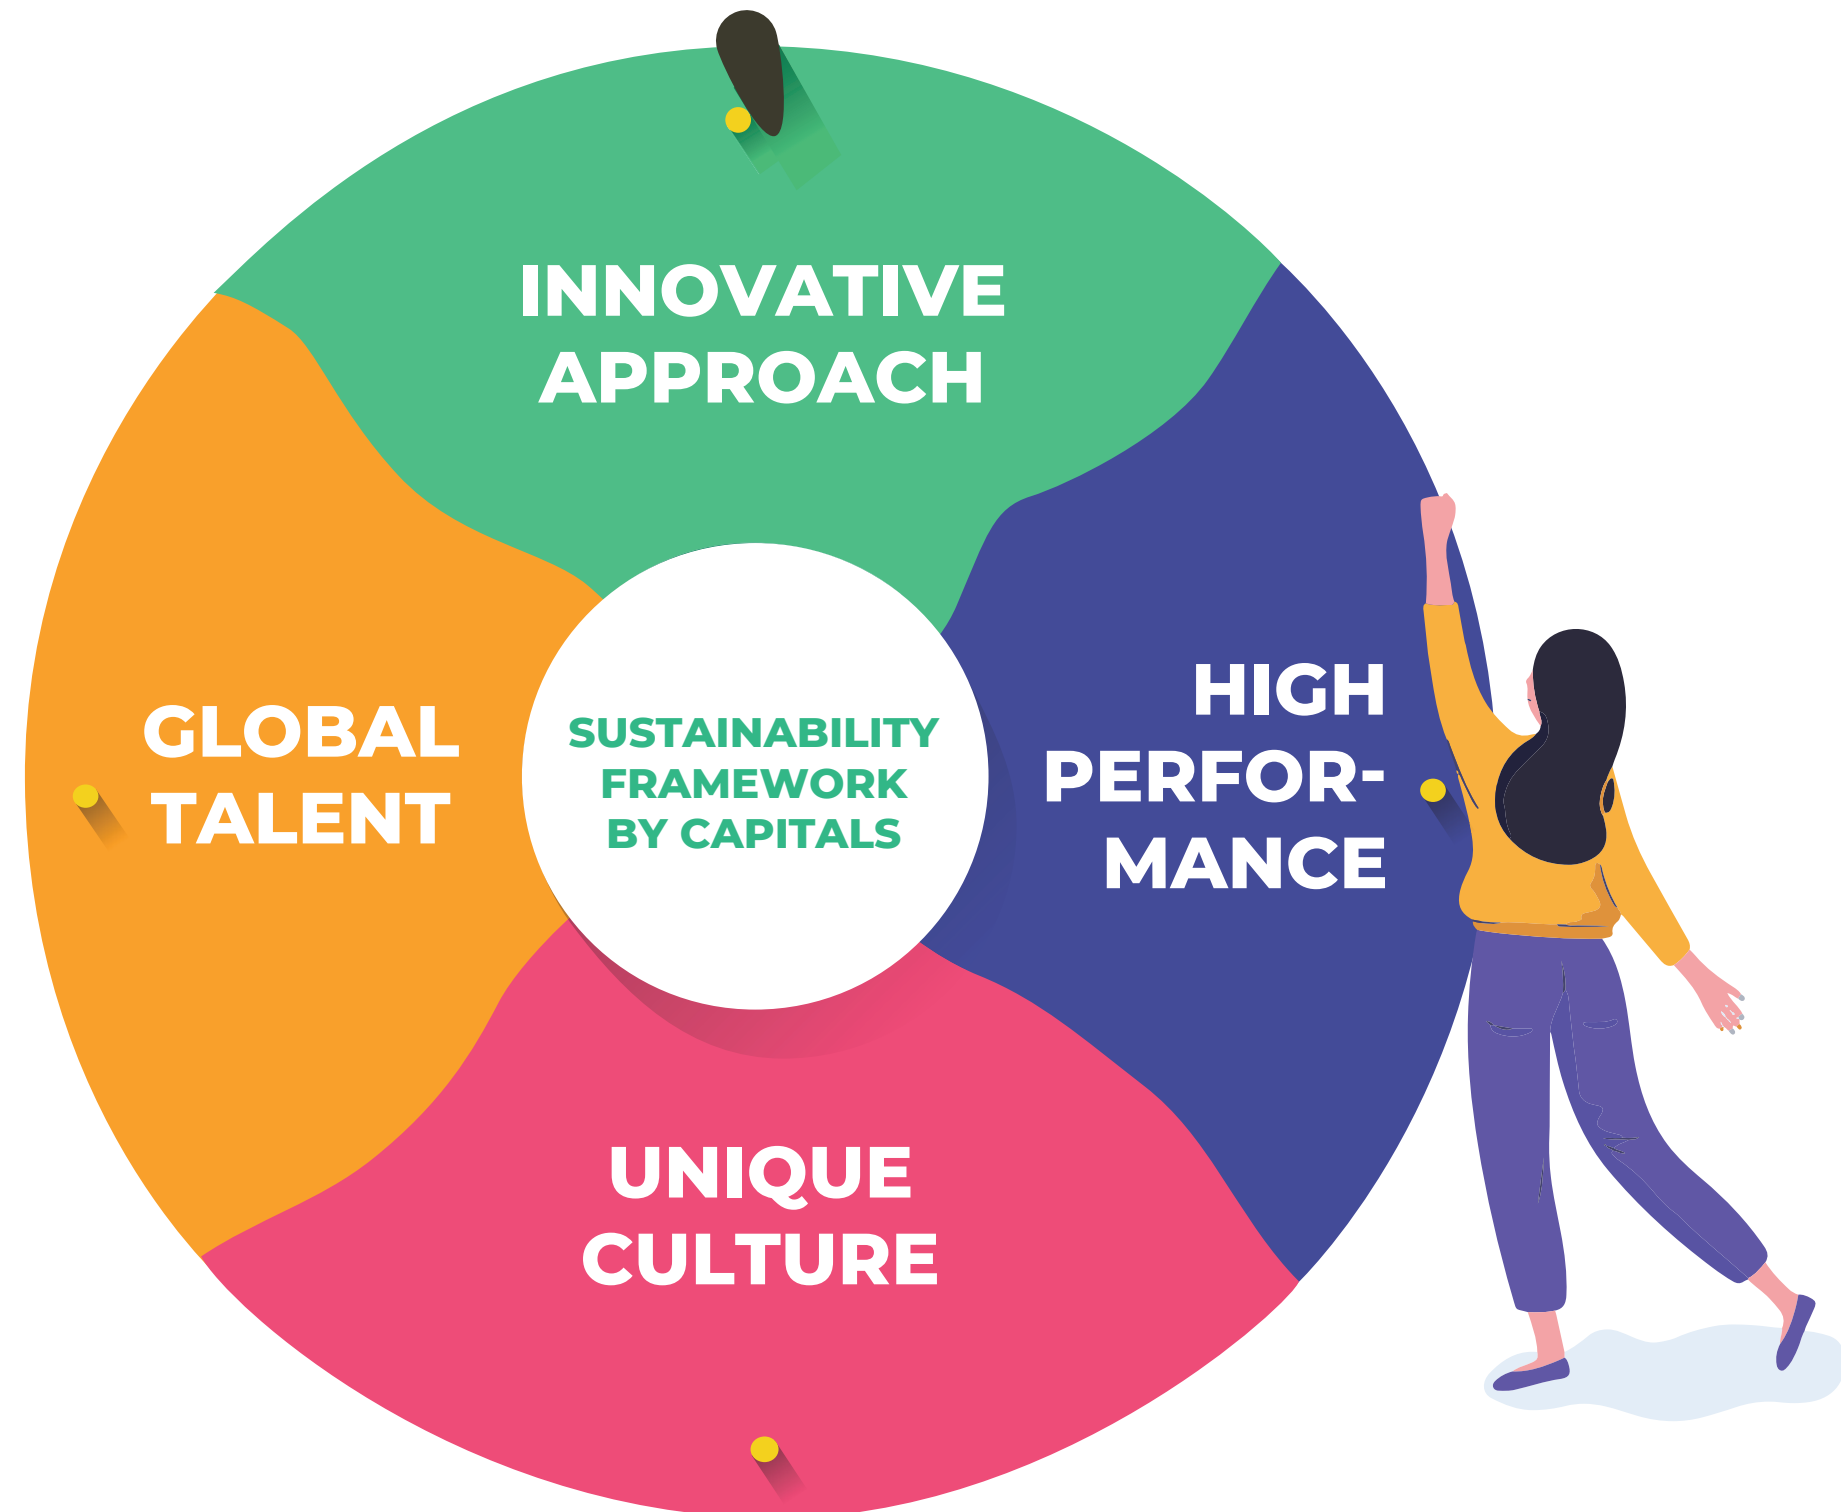 INNOVATIVE
APPROACH
GLOBAL
TALENT
SUSTAINABILITY
FRAMEWORK
BY CAPITALS
HIGH
PERFOR-
MANCE
UNIQUE
CULTURE